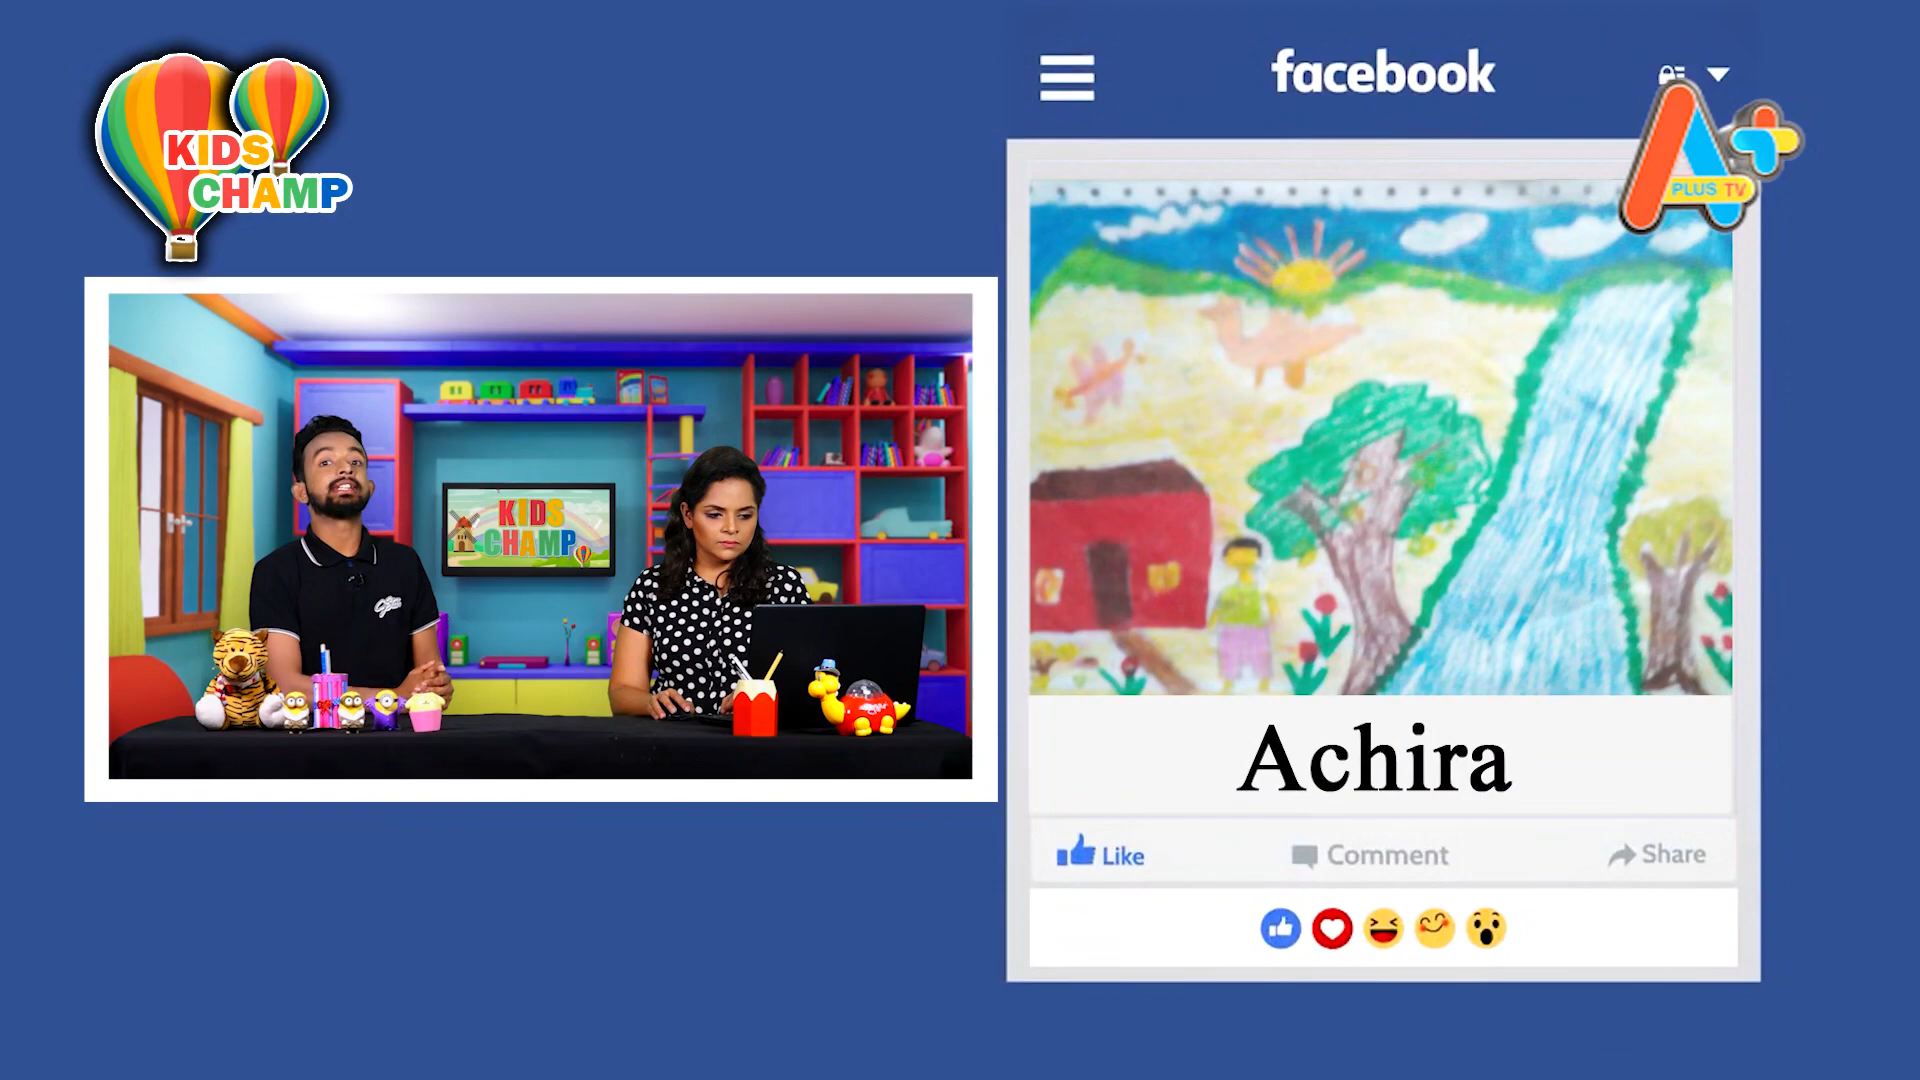 KIDS
CHAMP
facebook
A+
PLUS TV
KIDS
CHAMP
Achira
Like
Comment
Share